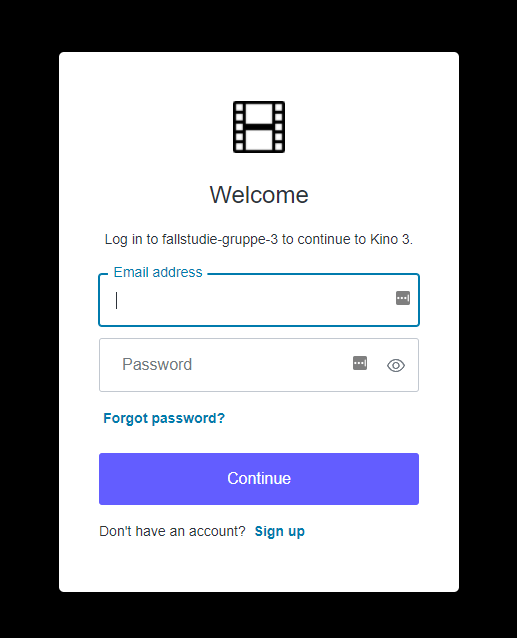 Welcome
Log in to fallstudie-gruppe-3 to continue to Kino 3.
Email address
Password
Forgot password?
Continue
Don't have an account? Sign up